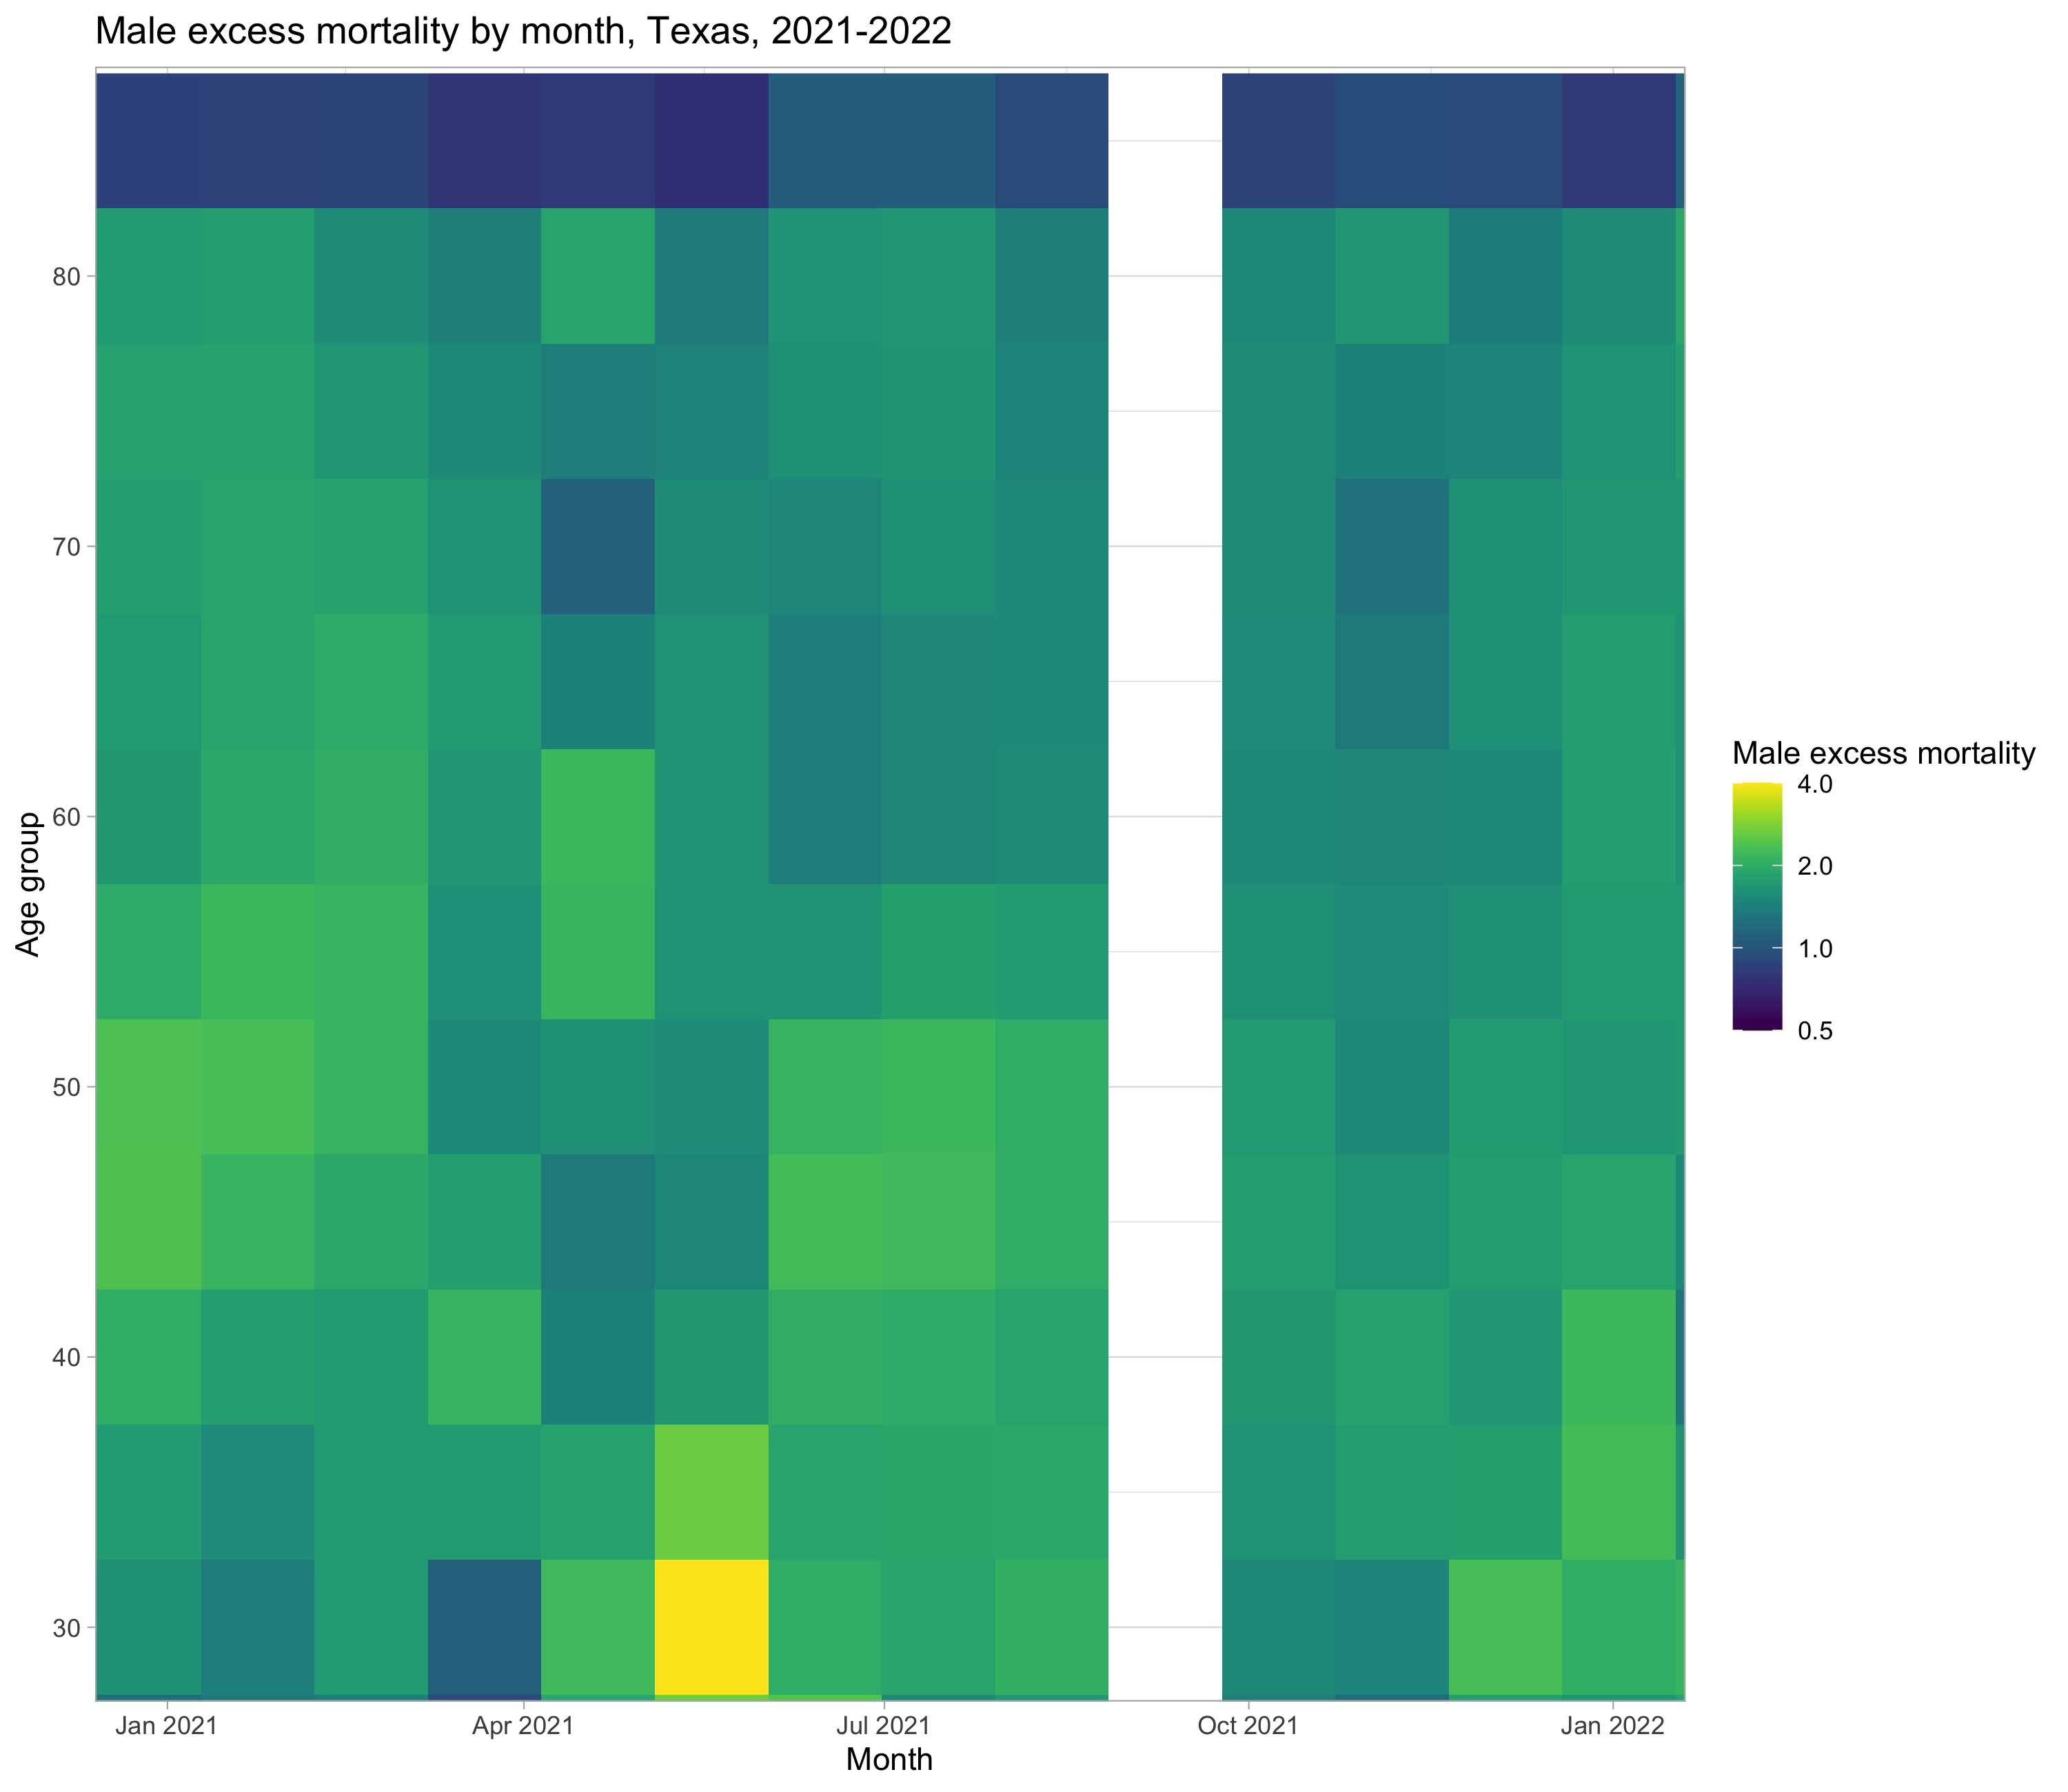 Male excess mortality by month, Texas, 2021-2022
80
70
60
50
40
30
Age group
Jan 2021
Apr 2021
Jul 2021
Oct 2021
Jan 2022
Month
Male excess mortality
4.0
2.0
1.0
0.5